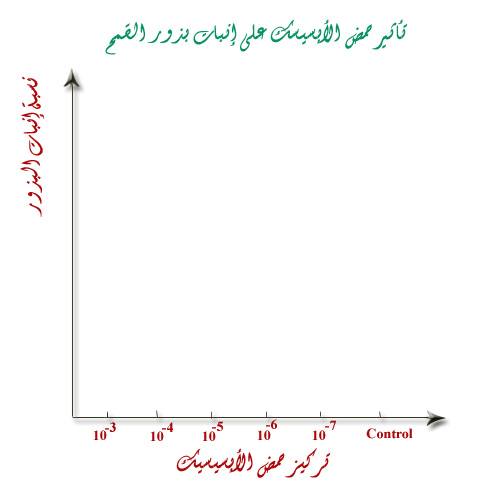 تأثير حمض الأبسيسك على إنبات بذور القمح
نسبة إنبات البذور
10-3 10-4 10-5 10-6 10-7 Control
تركيز حمض الأبسيسيك